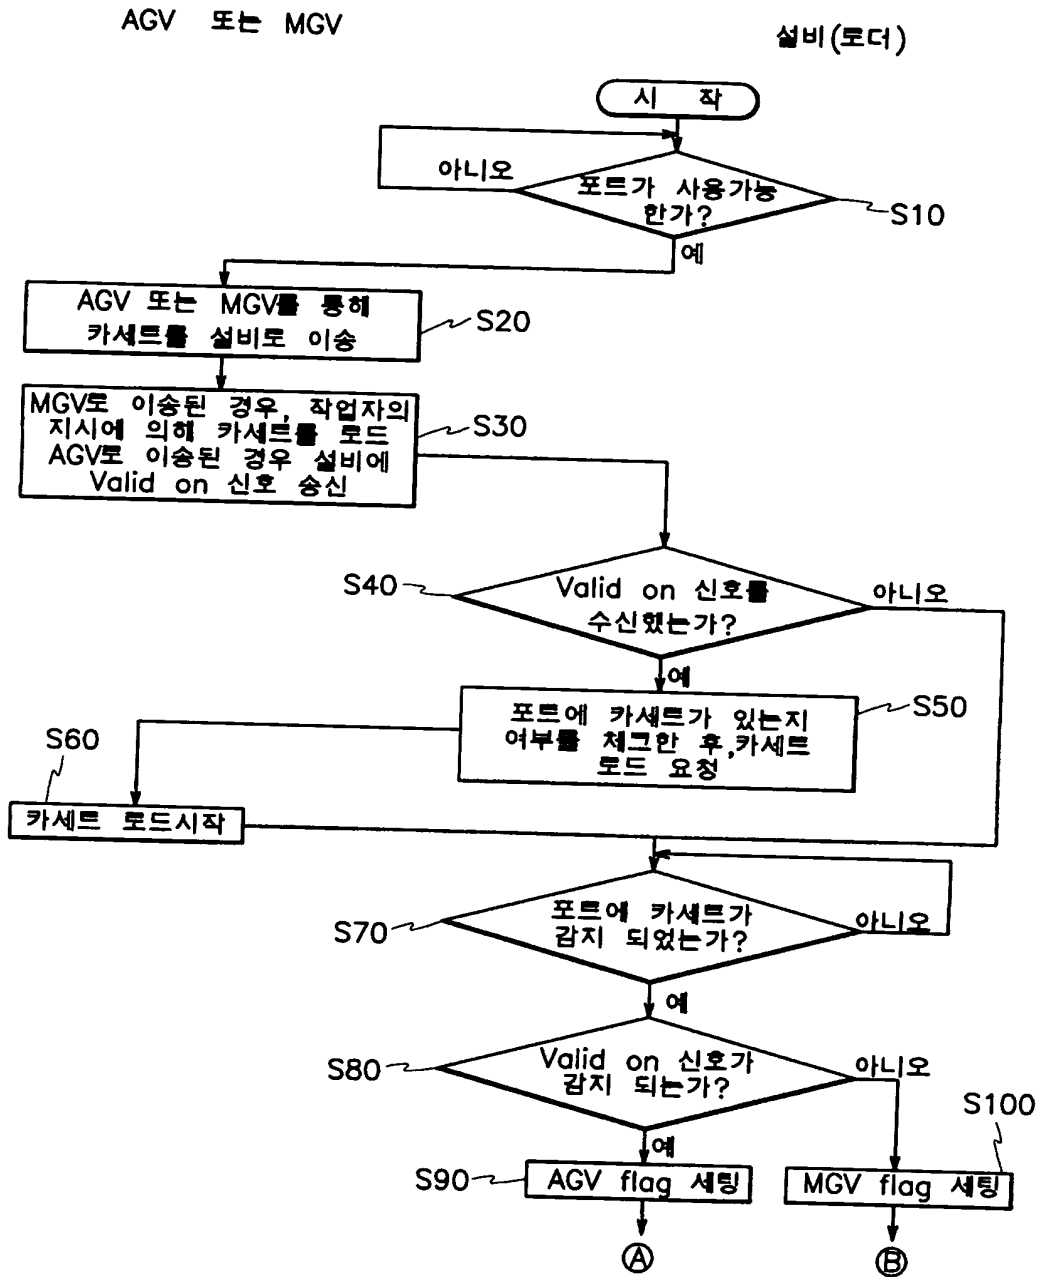 AGV 또는 MGV
설비(로더)
시 작
아니오
포트가 사용가능
한가?
S10
예
AGV 또는 MGV를 통해
카세트를 설비로 이송
S20
MGV로 이송된 경우, 작업자의
지시에 의해 카세트를 로드
AGV로 이송된 경우 설비에
Valid on 신호 송신
S30
S40
Valid on 신호를
수신했는가?
아니오
예
포트에 카세트가 있는지
여부를 체크한 후,카세트
로드 요청
S50
S60
카세트 로드시작
포트에 카세트가
감지 되었는가?
아니오
S70
예
Valid on 신호가
감지 되는가?
아니오
S80
예
S100
S90
AGV flag 세팅
MGV flag 세팅
A
B